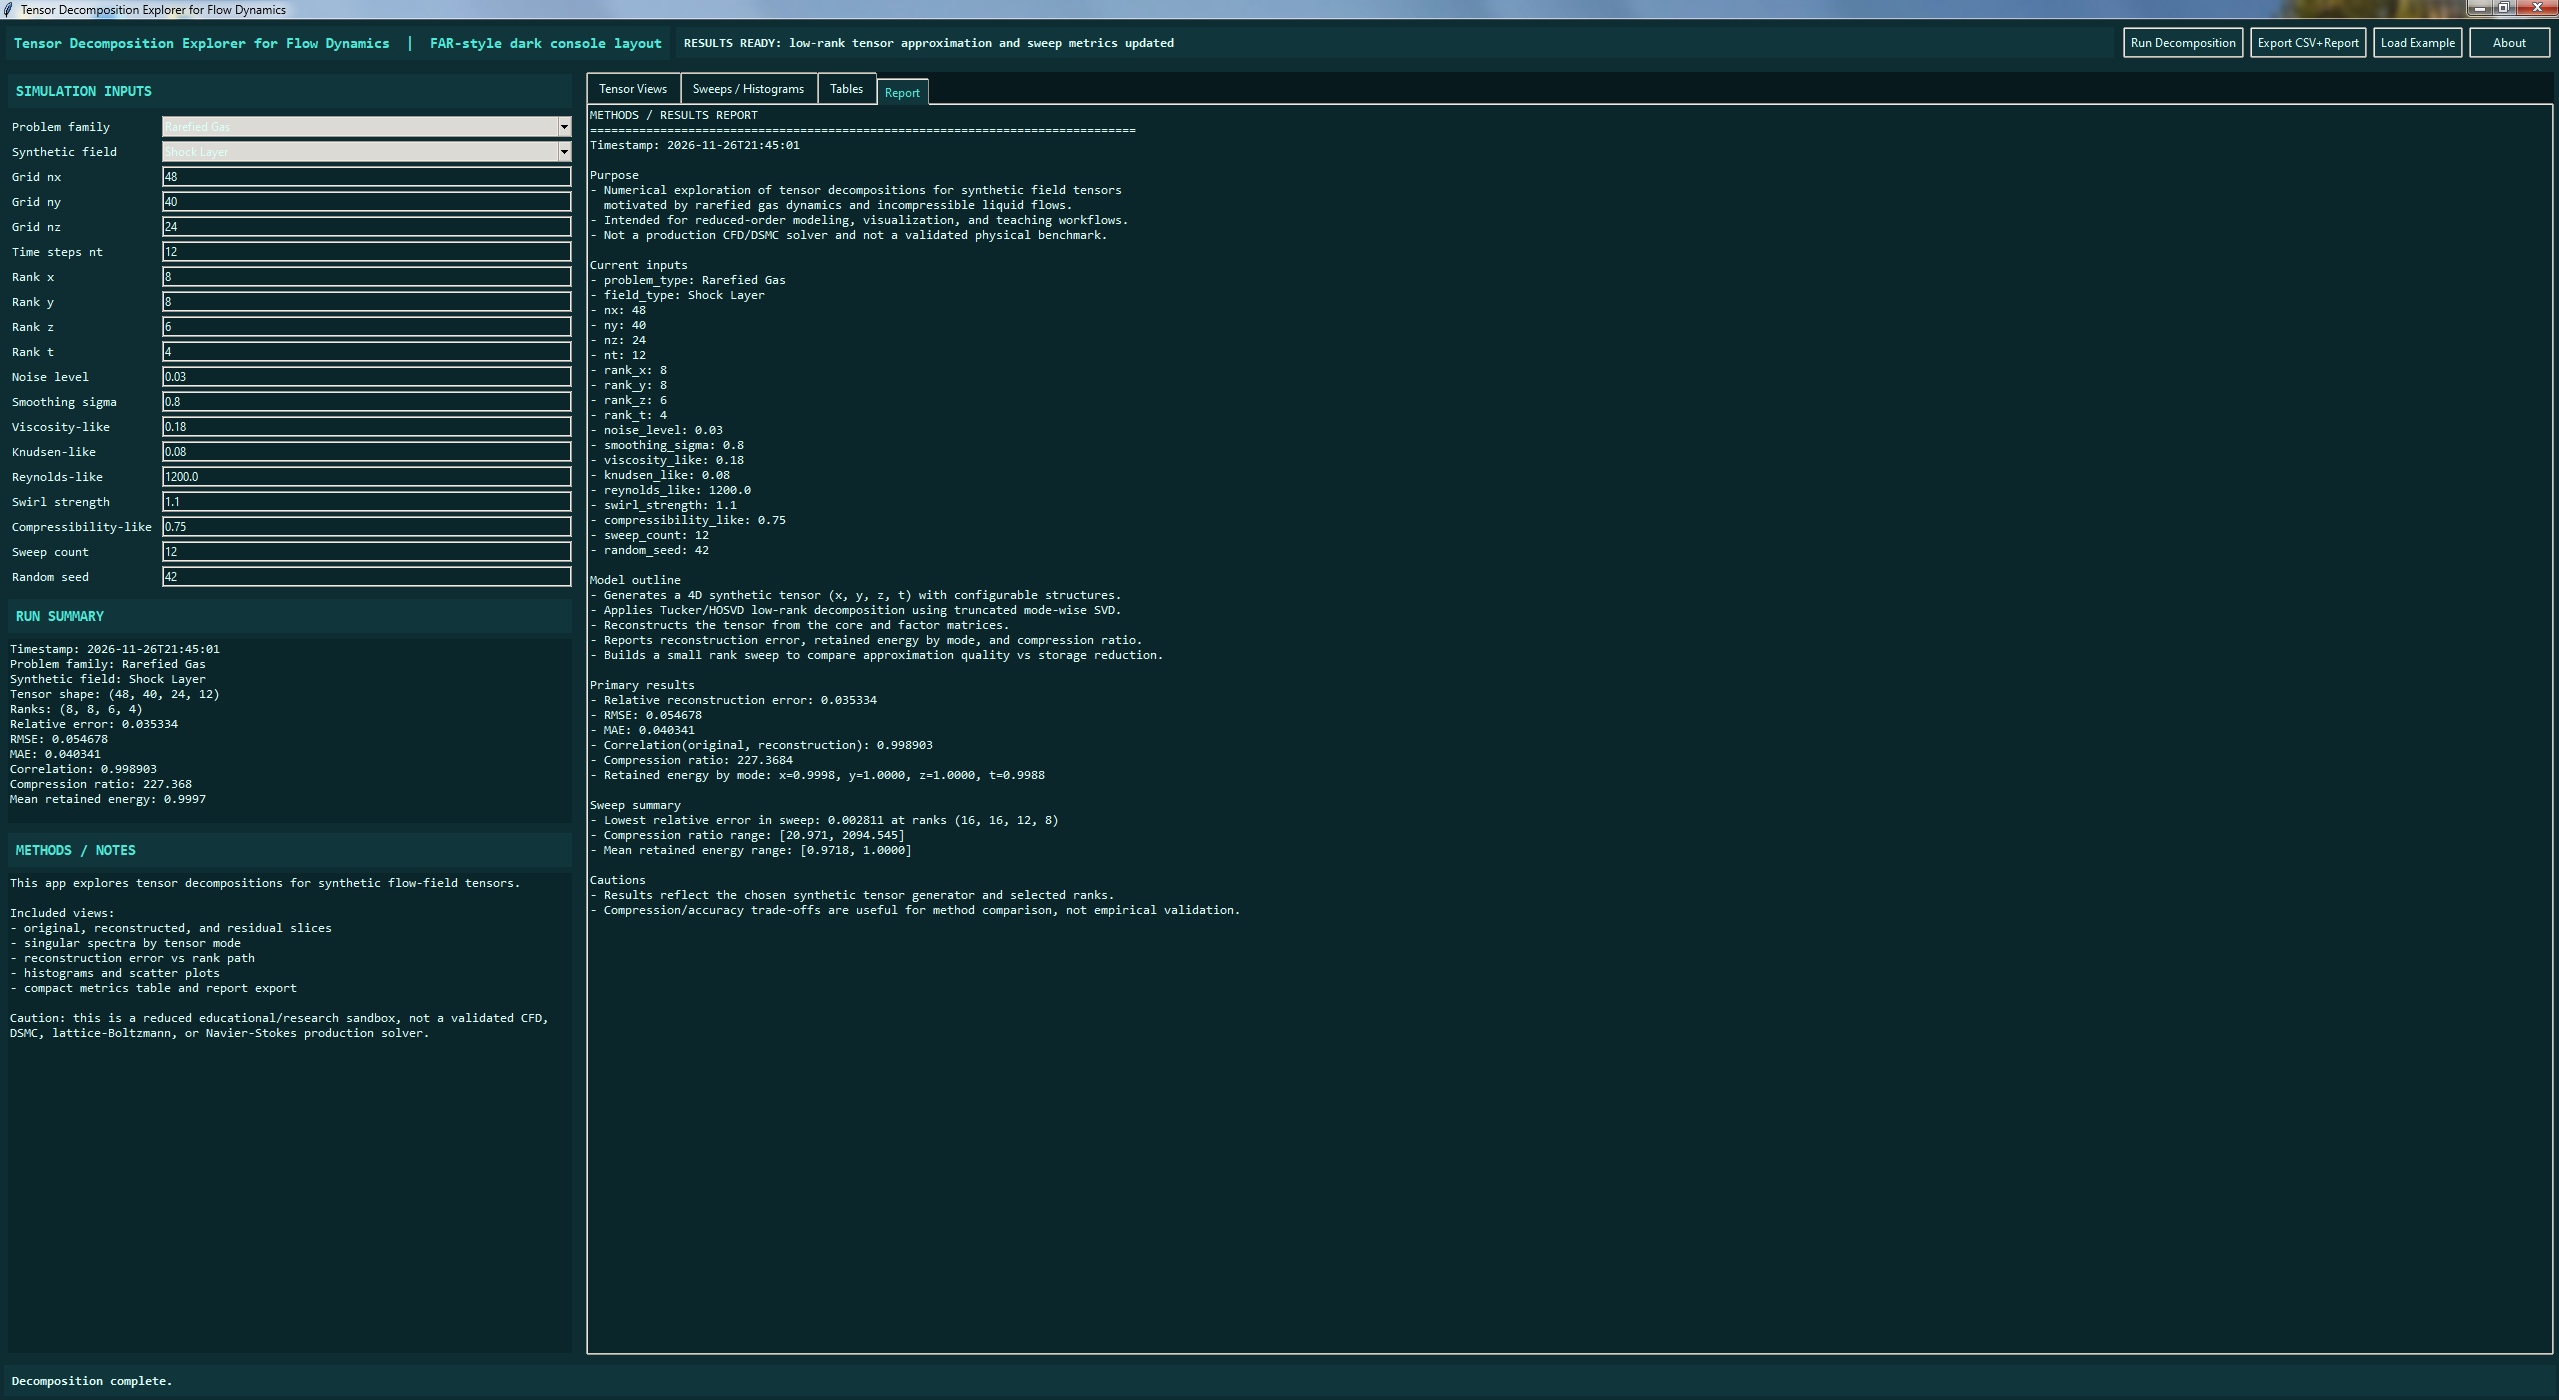 Tensor Decomposition Explorer for Flow Dynamics
Tensor Decomposition Explorer for Flow Dynamics | FAR-style dark console layout
RESULTS READY: low-rank tensor approximation and sweep metrics updated
Run Decomposition
Export CSV+Report
Load Example
About
SIMULATION INPUTS
Problem family Rarefied Gas
Synthetic field Shock Layer
Grid nx 48
Grid ny 40
Grid nz 24
Time steps nt 12
Rank x 8
Rank y 8
Rank z 6
Rank t 4
Noise level 0.03
Smoothing sigma 0.8
Viscosity-like 0.18
Knudsen-like 0.08
Reynolds-like 1200.0
Swirl strength 1.1
Compressibility-like 0.75
Sweep count 12
Random seed 42
RUN SUMMARY
Timestamp: 2026-11-26T21:45:01
Problem family: Rarefied Gas
Synthetic field: Shock Layer
Tensor shape: (48, 40, 24, 12)
Ranks: (8, 8, 6, 4)
Relative error: 0.035334
RMSE: 0.054678
MAE: 0.040341
Correlation: 0.998903
Compression ratio: 227.368
Mean retained energy: 0.9997
METHODS / NOTES
This app explores tensor decompositions for synthetic flow-field tensors.
Included views:
- original, reconstructed, and residual slices
- singular spectra by tensor mode
- reconstruction error vs rank path
- histograms and scatter plots
- compact metrics table and report export
Caution: this is a reduced educational/research sandbox, not a validated CFD,
DSMC, lattice-Boltzmann, or Navier-Stokes production solver.
Tensor Views
Sweeps / Histograms
Tables
Report
METHODS / RESULTS REPORT
==============================================================================
Timestamp: 2026-11-26T21:45:01
Purpose
- Numerical exploration of tensor decompositions for synthetic field tensors
motivated by rarefied gas dynamics and incompressible liquid flows.
- Intended for reduced-order modeling, visualization, and teaching workflows.
- Not a production CFD/DSMC solver and not a validated physical benchmark.
Current inputs
- problem_type: Rarefied Gas
- field_type: Shock Layer
- nx: 48
- ny: 40
- nz: 24
- nt: 12
- rank_x: 8
- rank_y: 8
- rank_z: 6
- rank_t: 4
- noise_level: 0.03
- smoothing_sigma: 0.8
- viscosity_like: 0.18
- knudsen_like: 0.08
- reynolds_like: 1200.0
- swirl_strength: 1.1
- compressibility_like: 0.75
- sweep_count: 12
- random_seed: 42
Model outline
- Generates a 4D synthetic tensor (x, y, z, t) with configurable structures.
- Applies Tucker/HOSVD low-rank decomposition using truncated mode-wise SVD.
- Reconstructs the tensor from the core and factor matrices.
- Reports reconstruction error, retained energy by mode, and compression ratio.
- Builds a small rank sweep to compare approximation quality vs storage reduction.
Primary results
- Relative reconstruction error: 0.035334
- RMSE: 0.054678
- MAE: 0.040341
- Correlation(original, reconstruction): 0.998903
- Compression ratio: 227.3684
- Retained energy by mode: x=0.9998, y=1.0000, z=1.0000, t=0.9988
Sweep summary
- Lowest relative error in sweep: 0.002811 at ranks (16, 16, 12, 8)
- Compression ratio range: [20.971, 2094.545]
- Mean retained energy range: [0.9718, 1.0000]
Cautions
- Results reflect the chosen synthetic tensor generator and selected ranks.
- Compression/accuracy trade-offs are useful for method comparison, not empirical validation.
Decomposition complete.